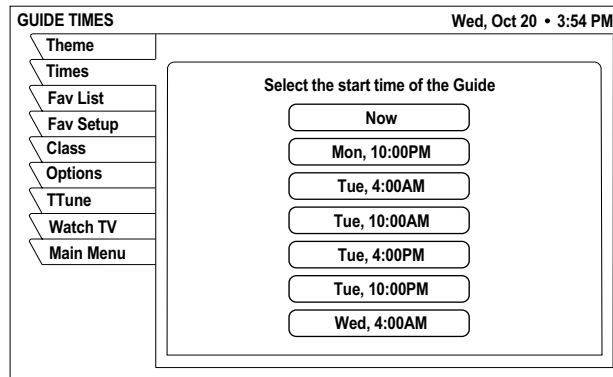 GUIDE TIMES
Wed, Oct 20 • 3:54 PM
Theme
Times
Fav List
Fav Setup
Class
Options
TTune
Watch TV
Main Menu
Select the start time of the Guide
Now
Mon, 10:00PM
Tue, 4:00AM
Tue, 10:00AM
Tue, 4:00PM
Tue, 10:00PM
Wed, 4:00AM